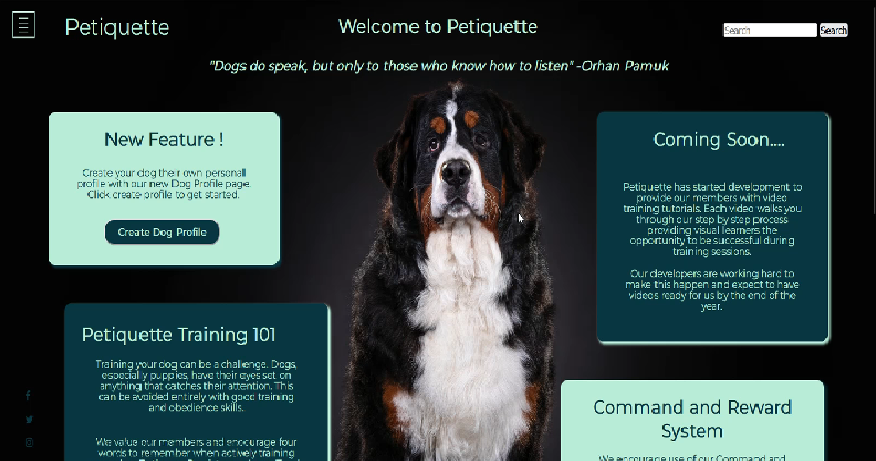 Petiquette
Welcome to Petiquette
Search
Search
"Dogs do speak, but only to those who know how to listen" -Orhan Pamuk
New Feature !
Create your dog their own personall
profile with our new Dog Profile page.
Click create profile to get started.
Create Dog Profile
Coming Soon....
Petiquette has started development to
provide our members with video
training tutorials. Each video walks you
through our step by step process
providing visual learners the
opportunity to be successful during
training sessions.
Our developers are working hard to
make this happen and expect to have
videos ready for us by the end of the
year.
Petiquette Training 101
Training your dog can be a challenge. Dogs,
especially puppies, have their eyes set on
anything that catches their attention. This
can be avoided entirely with good training
and obedience skills.
We value our members and encourage four
words to remember when actively training
Command and Reward
System
We encourage use of our Command and